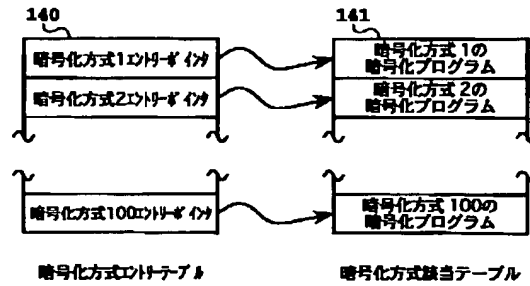 140
141
暗号化方式1エントリーポインタ
暗号化方式 1の
暗号化プログラム
暗号化方式2エントリーポインタ
暗号化方式 2の
暗号化プログラム
暗号化方式100エントリーポインタ
暗号化方式 100の
暗号化プログラム
暗号化方式エントリーテーブル
暗号化方式該当テーブル